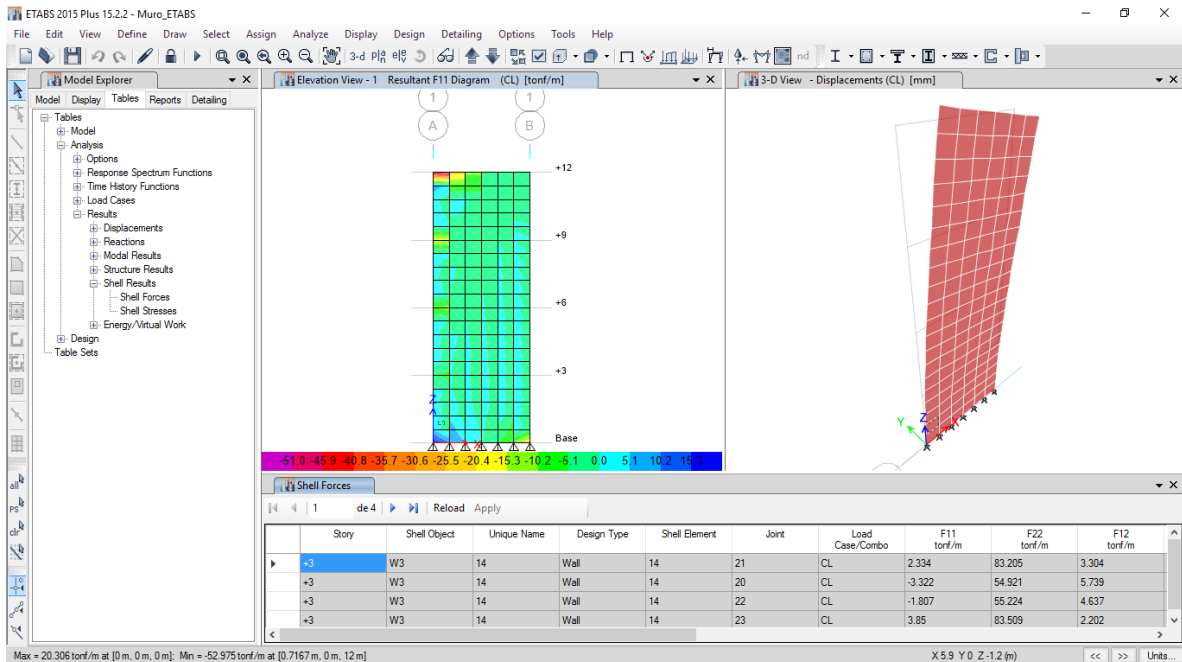 ETABS 2015 Plus 15.2.2 - Muro_ETABS
File Edit View Define Draw Select Assign Analyze Display Design Detailing Options Tools Help
3-d plà elẹ nd
Model Explorer
Model Display Tables Reports Detailing
Tables
Model
Analysis
Options
Response Spectrum Functions
Time History Functions
Load Cases
Results
Displacements
Reactions
Modal Results
Structure Results
Shell Results
Shell Forces
Shell Stresses
Energy/Virtual Work
Design
Table Sets
all
PS
clr
Elevation View - 1 Resultant F11 Diagram (CL) [tonf/m]
1 1
A B
+12
+9
+6
+3
Base
Z
X
-51.0 -45.9 -40.8 -35.7 -30.6 -25.5 -20.4 -15.3 -10.2 -5.1 0.0 5.1 10.2 15.3
3-D View - Displacements (CL) [mm]
Y Z X
Shell Forces
1 de 4 Reload Apply
Story Shell Object Unique Name Design Type Shell Element Joint Load Case/Combo F11 tonf/m F22 tonf/m F12 tonf/m
+3 W3 14 Wall 14 21 CL 2.334 83.205 3.304
+3 W3 14 Wall 14 20 CL -3.322 54.921 5.739
+3 W3 14 Wall 14 22 CL -1.807 55.224 4.637
+3 W3 14 Wall 14 23 CL 3.85 83.509 2.202
Max = 20.306 tonf/m at [0 m, 0 m, 0 m]; Min = -52.975 tonf/m at [0.7167 m, 0 m, 12 m] X 5.9 Y 0 Z -1.2 (m) << >> Units...